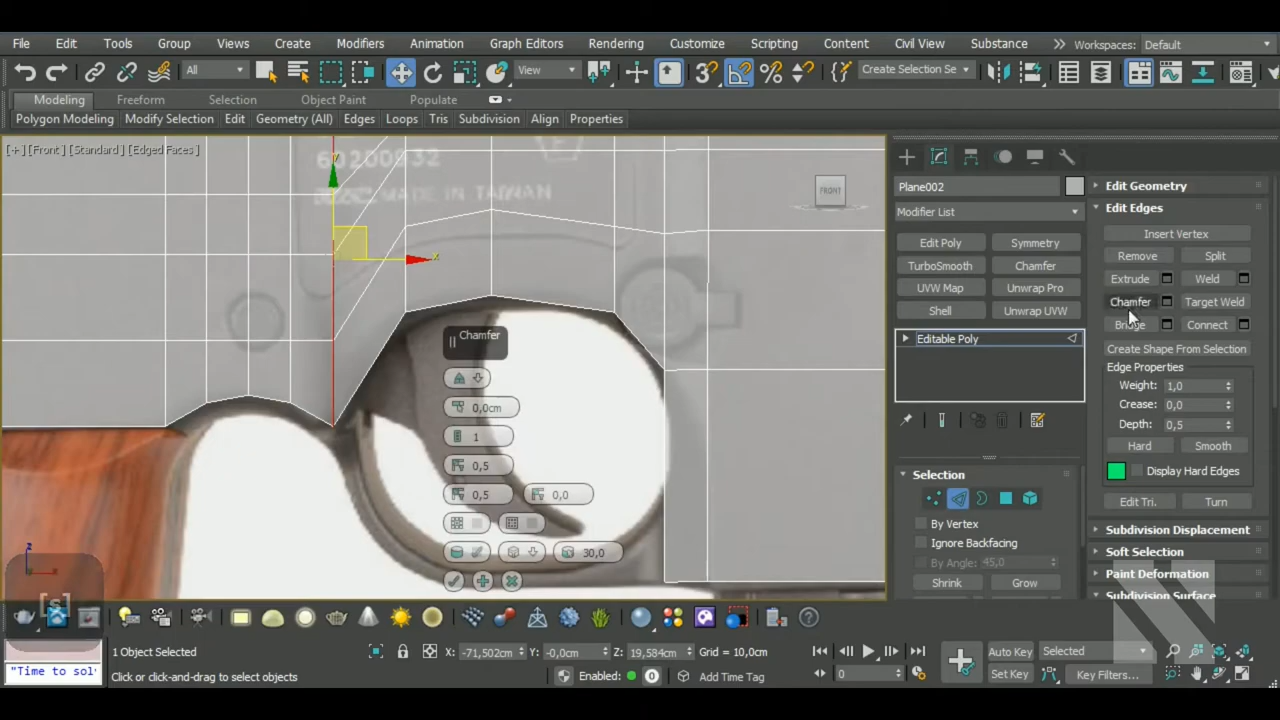 File Edit Tools Group Views Create Modifiers Animation Graph Editors Rendering Customize Scripting Content Civil View Substance Workspaces: Default
All View Create Selection Se
Modeling Freeform Selection Object Paint Populate
Polygon Modeling Modify Selection Edit Geometry (All) Edges Loops Tris Subdivision Align Properties
[+] [Front] [Standard] [Edged Faces]
60200932
MADE IN TAIWAN
FRONT
y
x
Chamfer
0,0cm
1
0,5
0,5 0,0
30,0
z
[s]
Plane002
Modifier List
Edit Poly Symmetry
TurboSmooth Chamfer
UVW Map Unwrap Pro
Shell Unwrap UVW
Editable Poly
Selection
By Vertex
Ignore Backfacing
By Angle: 45,0
Shrink Grow
Edit Geometry
Edit Edges
Insert Vertex
Remove Split
Extrude Weld
Chamfer Target Weld
Bridge Connect
Create Shape From Selection
Edge Properties
Weight: 1,0
Crease: 0,0
Depth: 0,5
Hard Smooth
Display Hard Edges
Edit Tri. Turn
Subdivision Displacement
Soft Selection
Paint Deformation
Subdivision Surface
1 Object Selected X: -71,502cm Y: -0,0cm Z: 19,584cm Grid = 10,0cm Auto Key Selected
"Time to sol Click or click-and-drag to select objects Enabled: 0 Add Time Tag 0 Set Key Key Filters...